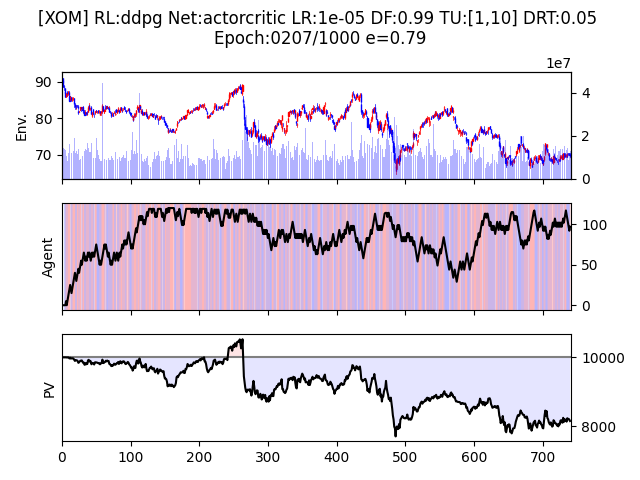 [XOM] RL:ddpg Net:actorcritic LR:1e-05 DF:0.99 TU:[1,10] DRT:0.05
Epoch:0207/1000 e=0.79
1e7
90
80
70
Env.
4
2
0
Agent
100
50
0
PV
10000
8000
0 100 200 300 400 500 600 700